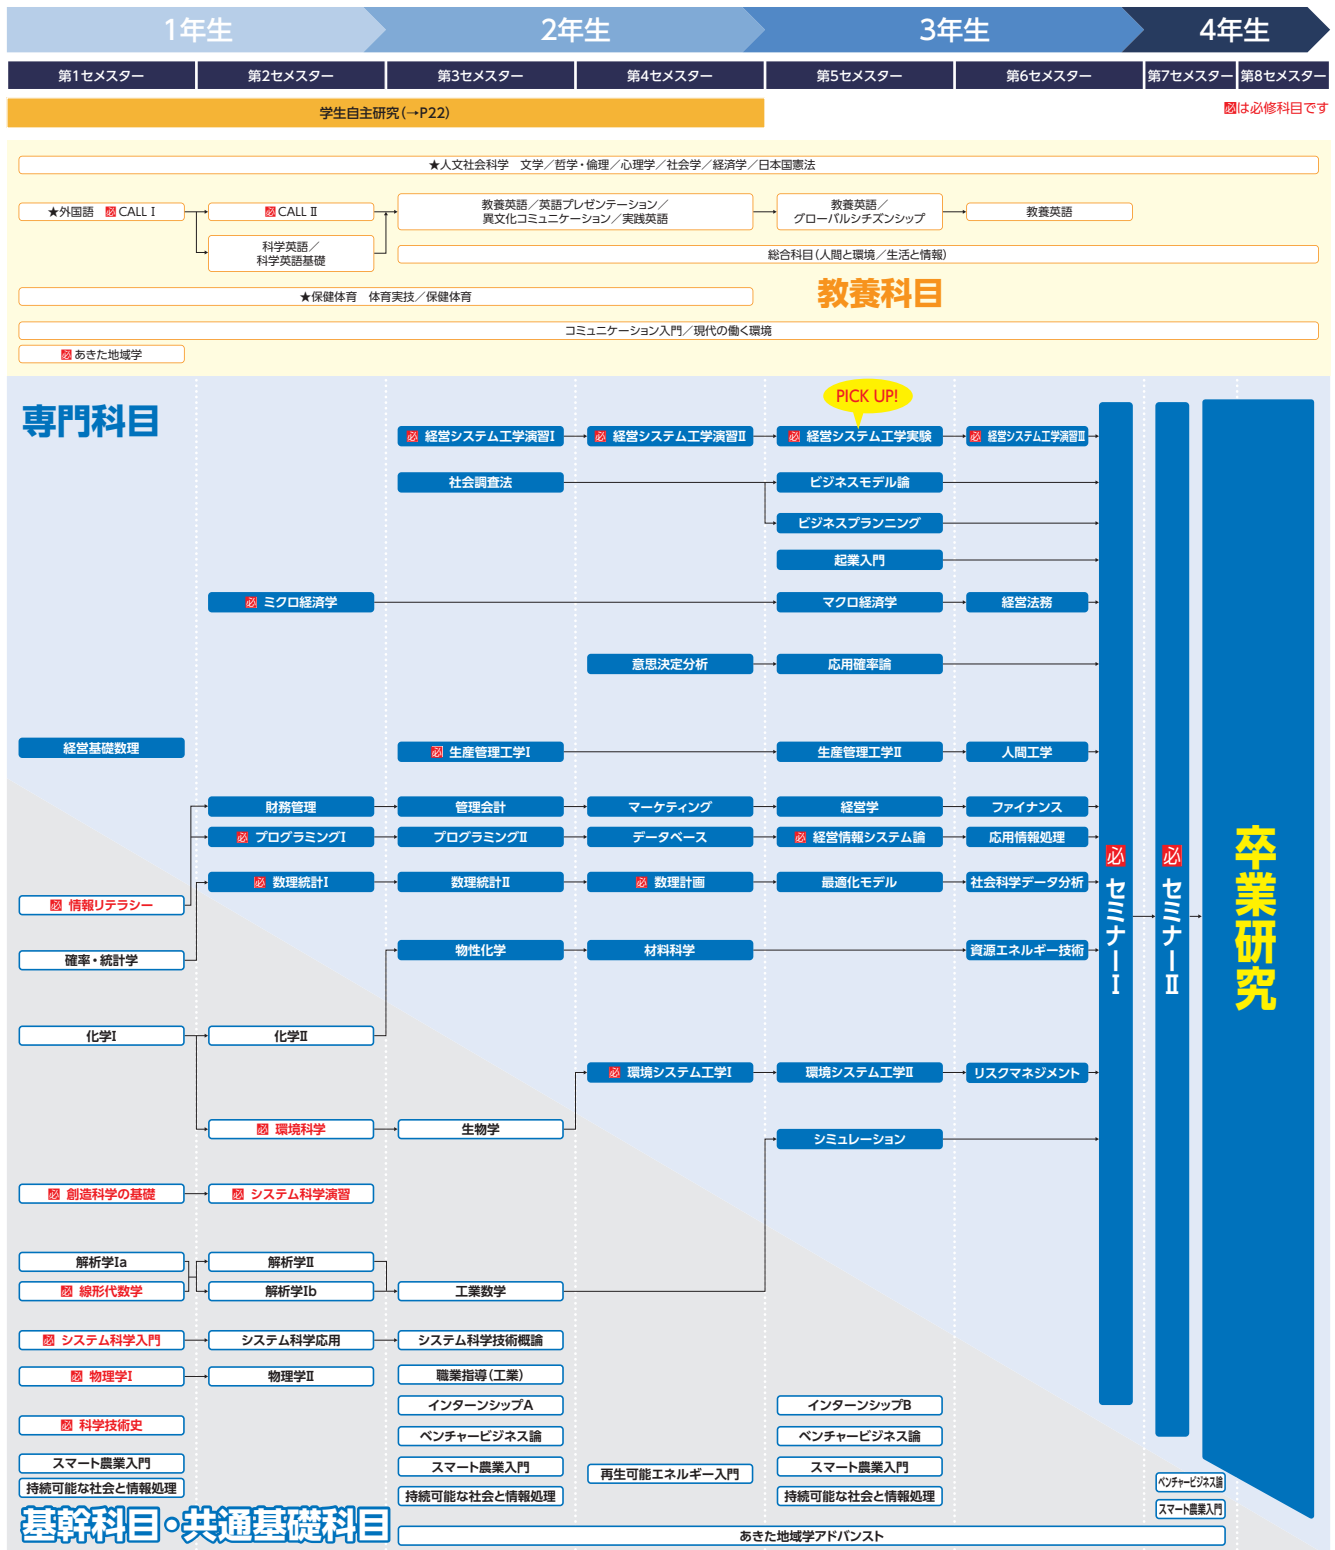 1年生
2年生
3年生
4年生
第1セメスター
第2セメスター
第3セメスター
第4セメスター
第5セメスター
第6セメスター
第7セメスター
第8セメスター
学生自主研究（→P22）
必は必修科目です
★人文社会科学　文学／哲学・倫理／心理学／社会学／経済学／日本国憲法
★外国語　必 CALL Ⅰ
必 CALL Ⅱ
教養英語／英語プレゼンテーション／
異文化コミュニケーション／実践英語
教養英語／
グローバルシチズンシップ
教養英語
科学英語／
科学英語基礎
総合科目（人間と環境／生活と情報）
★保健体育　体育実技／保健体育
教養科目
コミュニケーション入門／現代の働く環境
必 あきた地域学
専門科目
PICK UP!
必 経営システム工学演習Ⅰ
必 経営システム工学演習Ⅱ
必 経営システム工学実験
必 経営システム工学演習Ⅲ
社会調査法
ビジネスモデル論
ビジネスプランニング
起業入門
必 ミクロ経済学
マクロ経済学
経営法務
意思決定分析
応用確率論
経営基礎数理
必 生産管理工学Ⅰ
生産管理工学Ⅱ
人間工学
財務管理
管理会計
マーケティング
経営学
ファイナンス
必 プログラミングⅠ
プログラミングⅡ
データベース
必 経営情報システム論
応用情報処理
必 数理統計Ⅰ
数理統計Ⅱ
必 数理計画
最適化モデル
社会科学データ分析
必 セミナーⅠ
必 セミナーⅡ
卒業研究
必 情報リテラシー
確率・統計学
物性化学
材料科学
資源エネルギー技術
化学Ⅰ
化学Ⅱ
必 環境システム工学Ⅰ
環境システム工学Ⅱ
リスクマネジメント
必 環境科学
生物学
シミュレーション
必 創造科学の基礎
必 システム科学演習
解析学Ⅰa
解析学Ⅱ
必 線形代数学
解析学Ⅰb
工業数学
必 システム科学入門
システム科学応用
システム科学技術概論
必 物理学Ⅰ
物理学Ⅱ
職業指導（工業）
インターンシップA
インターンシップB
必 科学技術史
ベンチャービジネス論
ベンチャービジネス論
スマート農業入門
スマート農業入門
再生可能エネルギー入門
スマート農業入門
ベンチャービジネス論
持続可能な社会と情報処理
持続可能な社会と情報処理
持続可能な社会と情報処理
スマート農業入門
基幹科目・共通基礎科目
あきた地域学アドバンスト